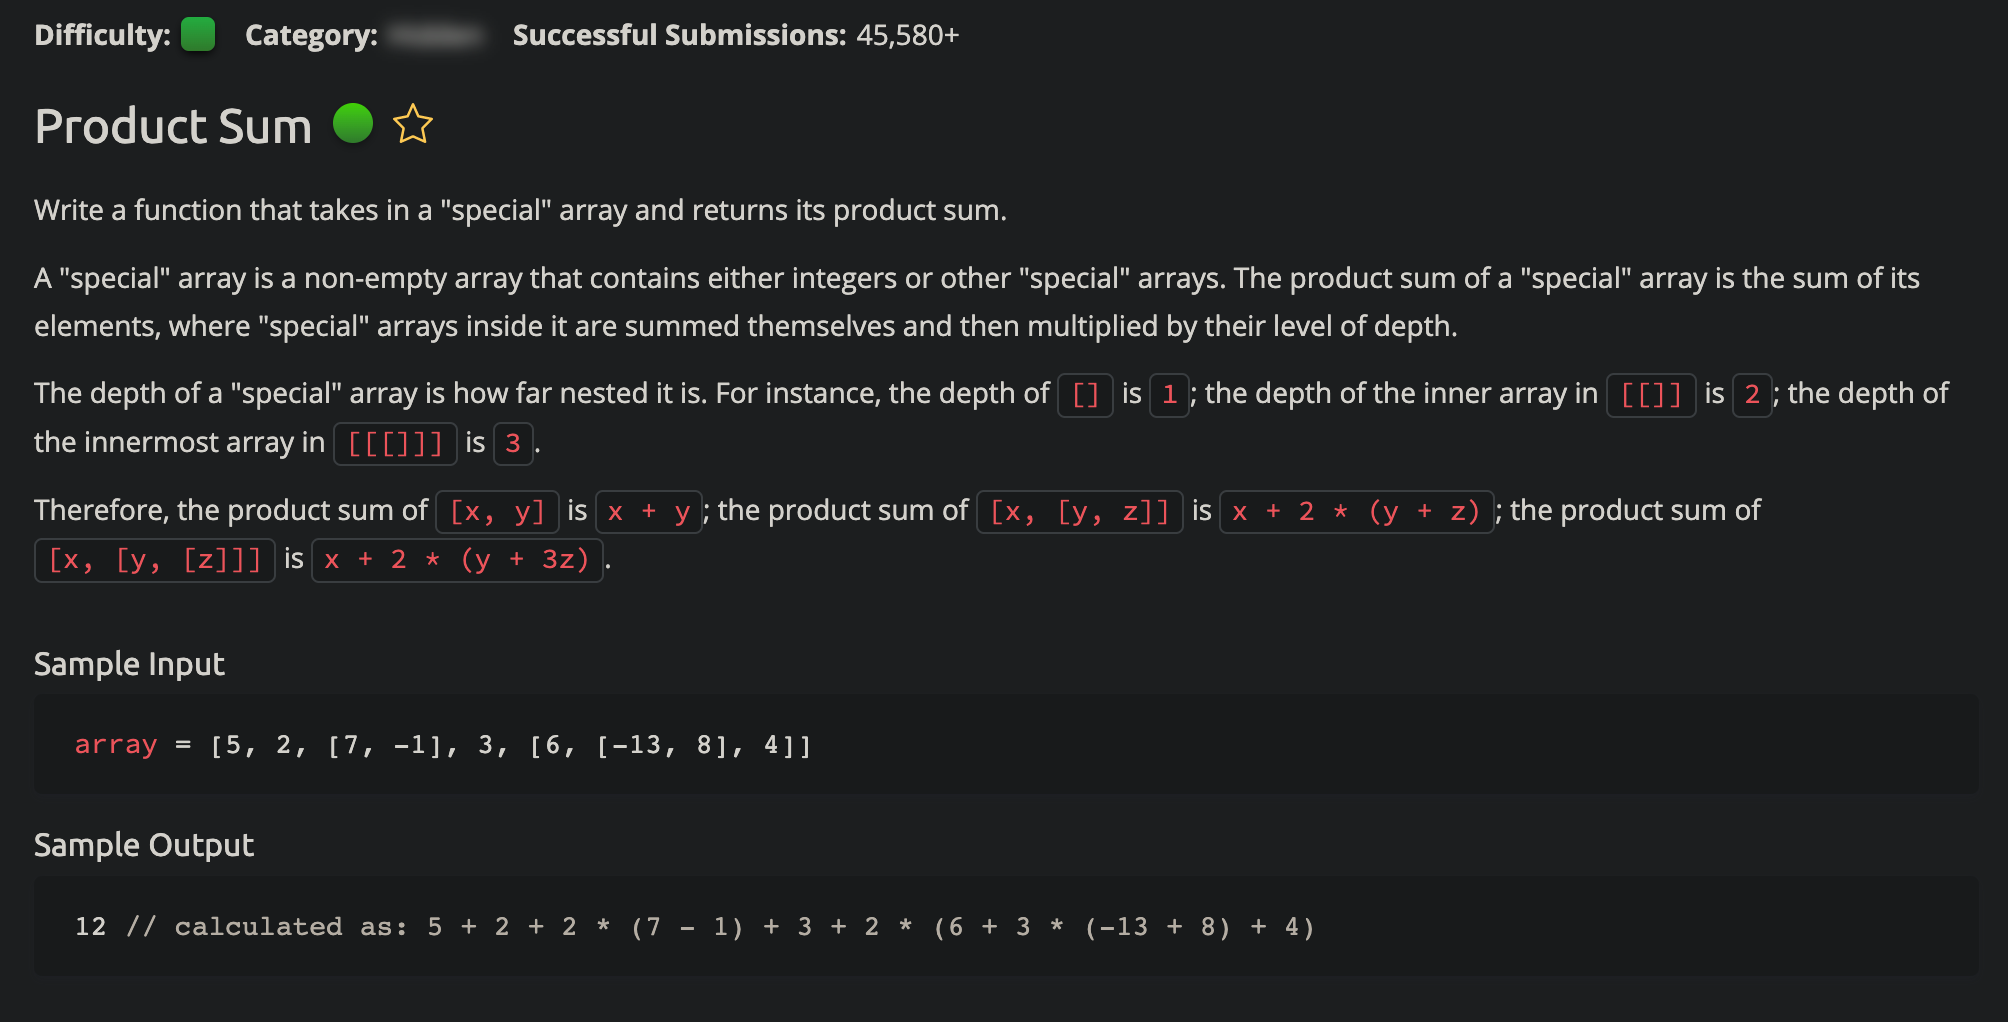 Difficulty: Category: Successful Submissions: 45,580+
Product Sum
Write a function that takes in a "special" array and returns its product sum.
A "special" array is a non-empty array that contains either integers or other "special" arrays. The product sum of a "special" array is the sum of its
elements, where "special" arrays inside it are summed themselves and then multiplied by their level of depth.
The depth of a "special" array is how far nested it is. For instance, the depth of [] is 1; the depth of the inner array in [[]] is 2; the depth of
the innermost array in [[[]]] is 3.
Therefore, the product sum of [x, y] is x + y; the product sum of [x, [y, z]] is x + 2 * (y + z); the product sum of
[x, [y, [z]]] is x + 2 * (y + 3z).
Sample Input
array = [5, 2, [7, -1], 3, [6, [-13, 8], 4]]
Sample Output
12 // calculated as: 5 + 2 + 2 * (7 - 1) + 3 + 2 * (6 + 3 * (-13 + 8) + 4)